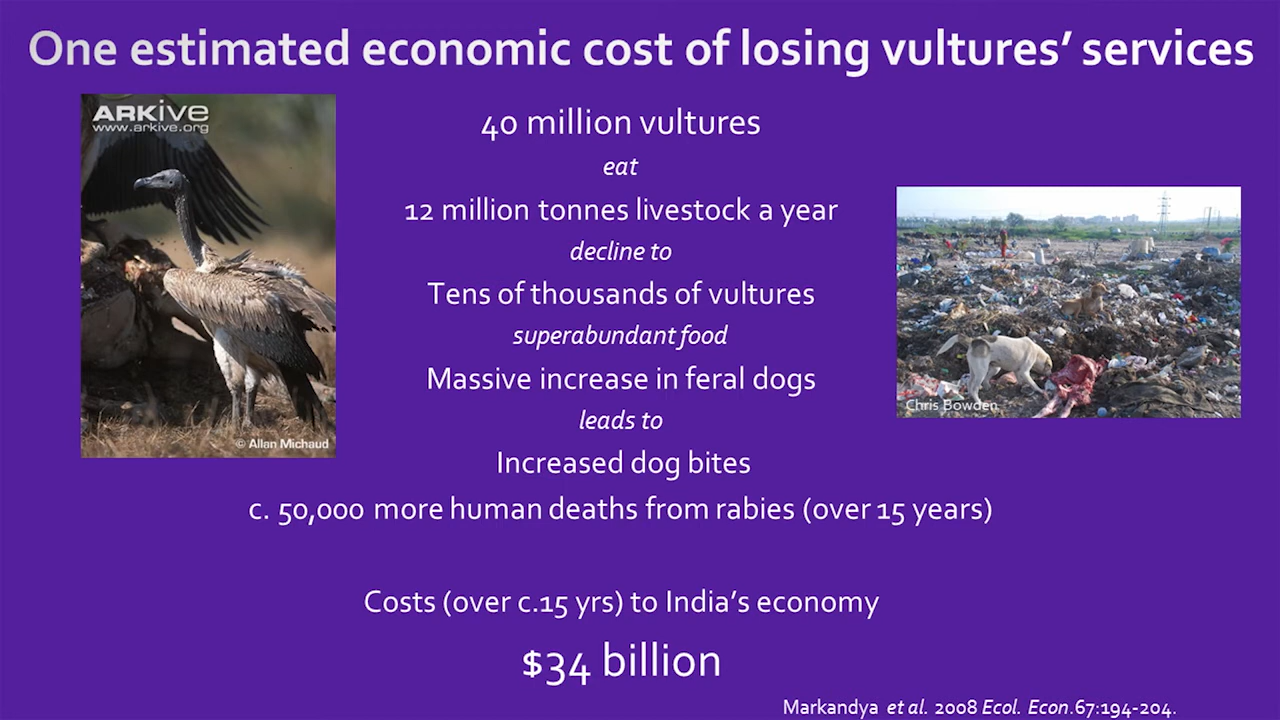 One estimated economic cost of losing vultures’ services
ARKive
www.arkive.org
© Allan Michaud
40 million vultures
eat
12 million tonnes livestock a year
decline to
Tens of thousands of vultures
superabundant food
Massive increase in feral dogs
leads to
Increased dog bites
c. 50,000 more human deaths from rabies (over 15 years)
Chris Bowden
Costs (over c.15 yrs) to India’s economy
$34 billion
Markandya et al. 2008 Ecol. Econ.67:194-204.